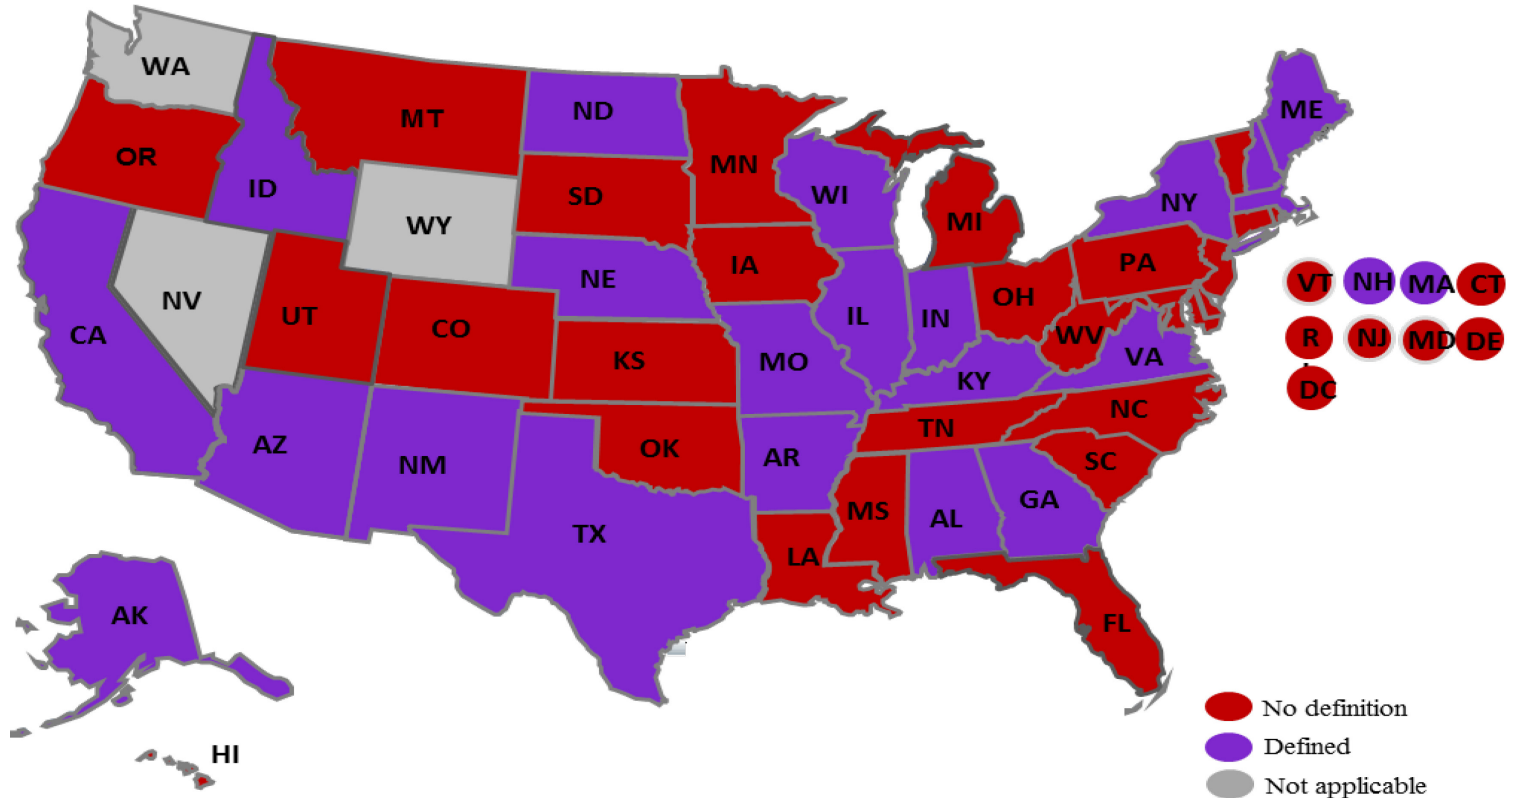 WA
ME
ND
MT
OR
MN
ID
SD
WI
NY
WY
MI
IA
PA
NE
VT NH MA CT
OH
NV
UT
IL
IN
CO
WV
R NJ MD DE
CA
VA
KS
MO
KY
DC
NC
TN
AZ
OK
AR
SC
NM
GA
MS
AL
TX
LA
AK
FL
No definition
Defined
HI
Not applicable